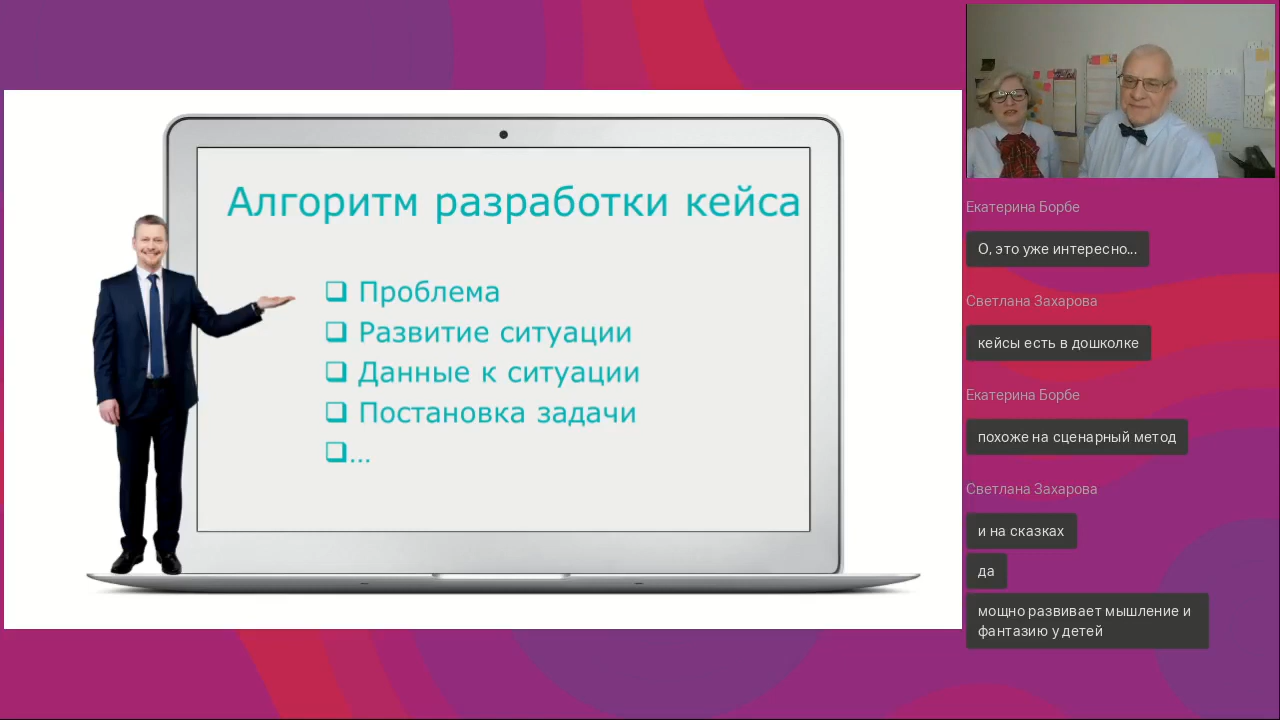 Алгоритм разработки кейса
❑ Проблема
❑ Развитие ситуации
❑ Данные к ситуации
❑ Постановка задачи
❑...
Екатерина Борбе
О, это уже интересно...
Светлана Захарова
кейсы есть в дошколке
Екатерина Борбе
похоже на сценарный метод
Светлана Захарова
и на сказках
да
мощно развивает мышление и
фантазию у детей